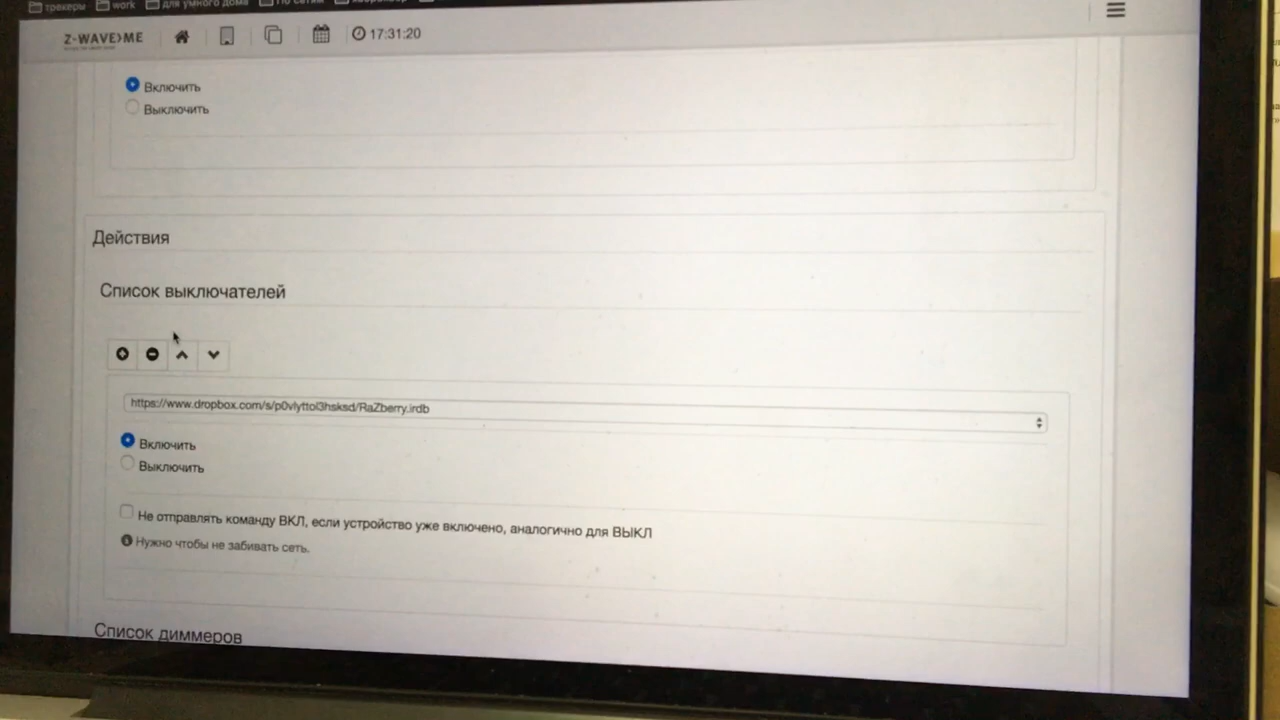 трекеры work для умного дома
Z-WAVE>ME 17:31:20
Включить
Выключить
Действия
Список выключателей
https://www.dropbox.com/s/p0vlyttol3hsksd/RaZberry.irdb
Включить
Выключить
Не отправлять команду ВКЛ, если устройство уже включено, аналогично для ВЫКЛ
Нужно чтобы не забивать сеть.
Список диммеров